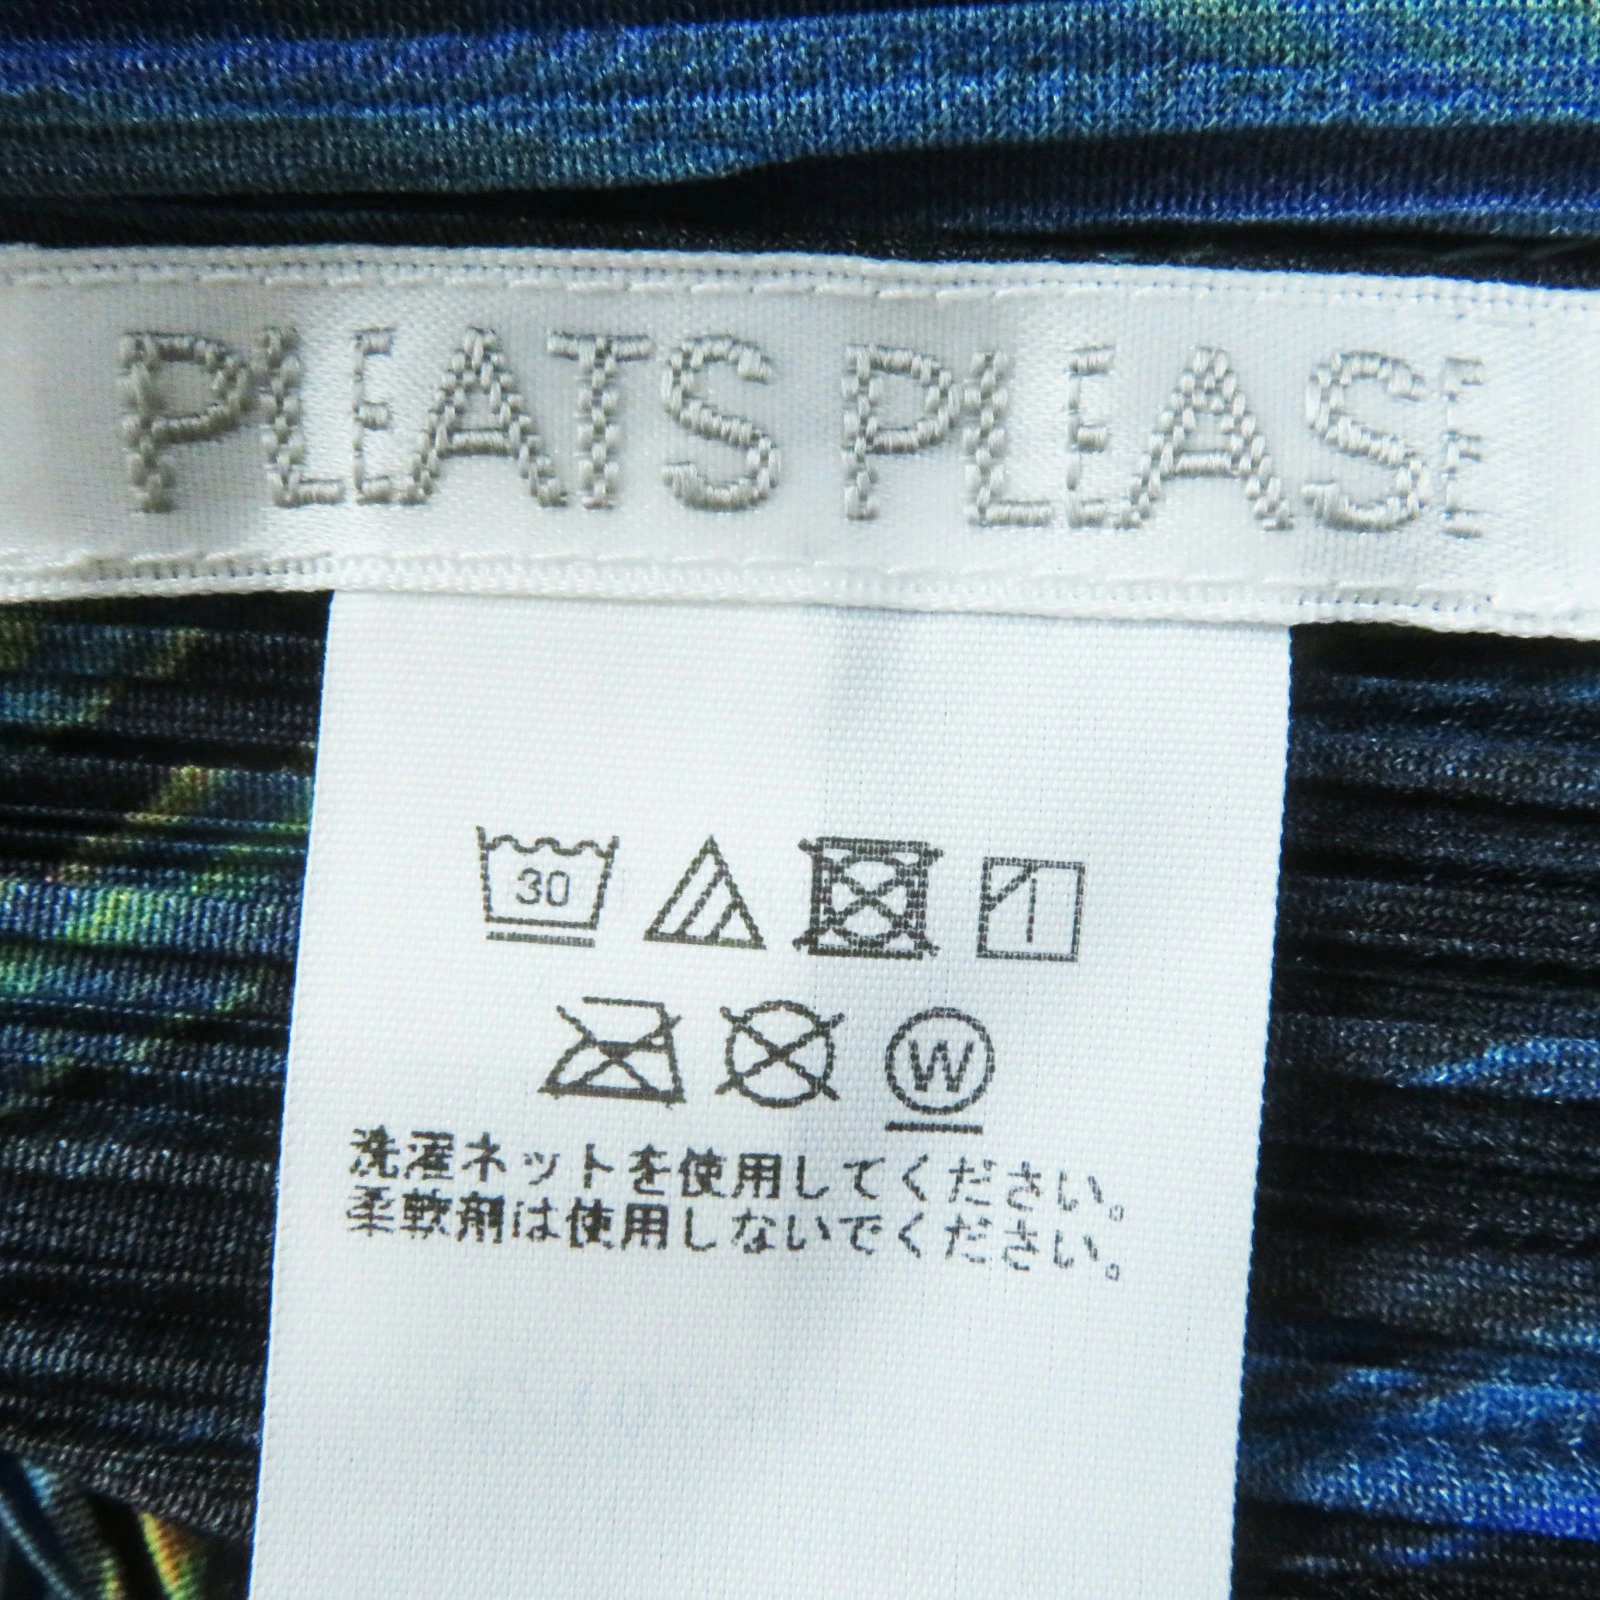 PLEATS PLEASE
30
W
洗濯ネットを使用してください。
柔軟剤は使用しないでください。